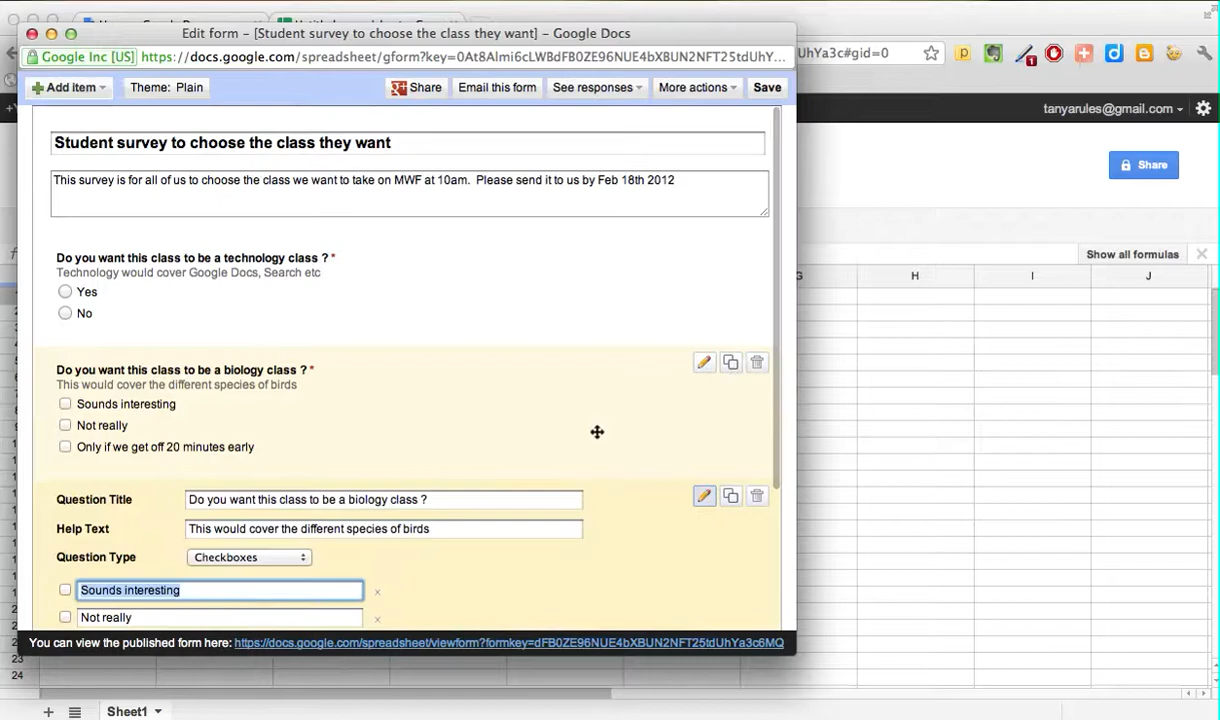 Edit form – [Student survey to choose the class they want] – Google Docs
Google Inc [US] https://docs.google.com/spreadsheet/gform?key=0At8Almi6cLWBdFB0ZE96NUE4bXBUN2NFT25tdUhYa...
UhYa3c#gid=0
Add item
Theme: Plain
Share
Email this form
See responses
More actions
Save
tanyarules@gmail.com
Share
Student survey to choose the class they want
This survey is for all of us to choose the class we want to take on MWF at 10am. Please send it to us by Feb 18th 2012
Show all formulas
G H I J
Do you want this class to be a technology class ? *
Technology would cover Google Docs, Search etc
Yes
No
Do you want this class to be a biology class ? *
This would cover the different species of birds
Sounds interesting
Not really
Only if we get off 20 minutes early
Question Title Do you want this class to be a biology class ?
Help Text This would cover the different species of birds
Question Type Checkboxes
Sounds interesting
Not really
You can view the published form here: https://docs.google.com/spreadsheet/viewform?formkey=dFB0ZE96NUE4bXBUN2NFT25tdUhYa3c6MQ
23
24
Sheet1